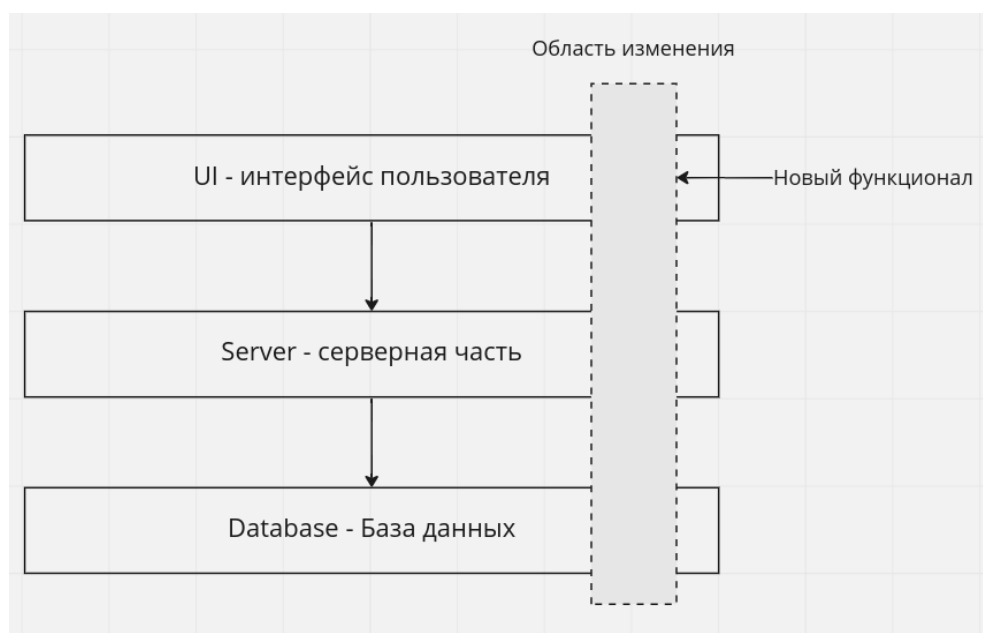 Область изменения
UI - интерфейс пользователя
Новый функционал
Server - серверная часть
Database - База данных